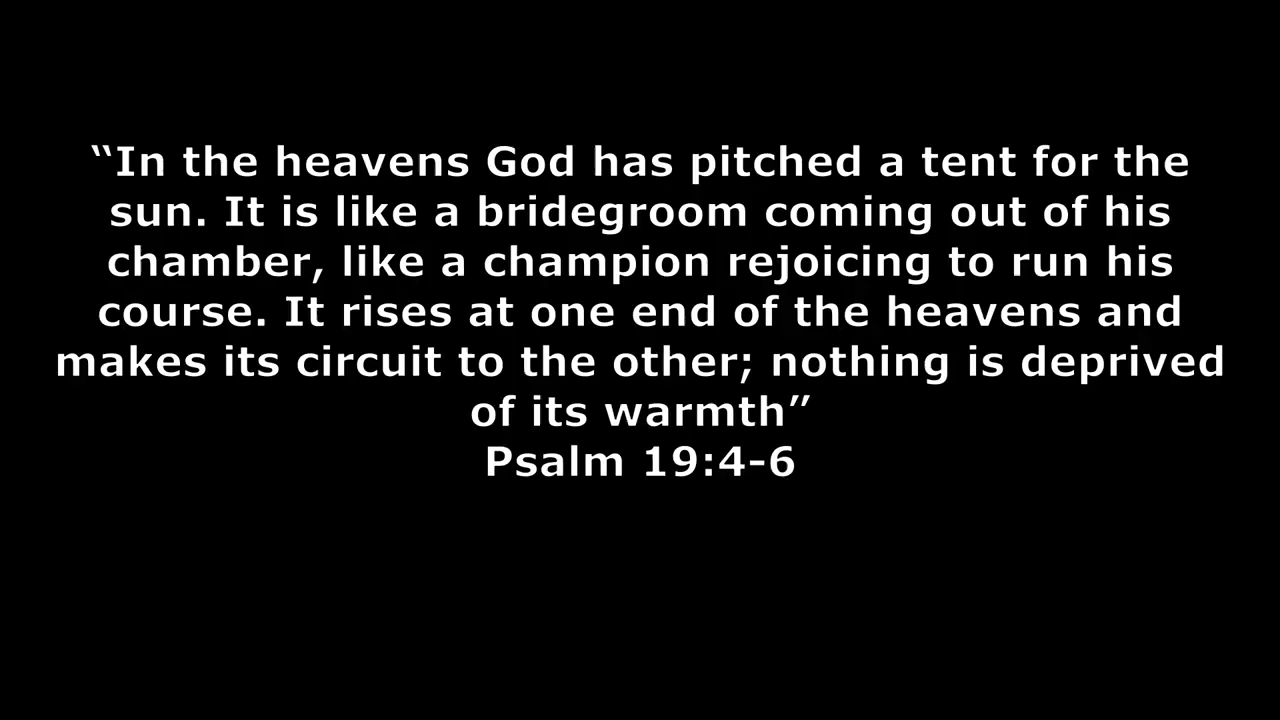 “In the heavens God has pitched a tent for the
sun. It is like a bridegroom coming out of his
chamber, like a champion rejoicing to run his
course. It rises at one end of the heavens and
makes its circuit to the other; nothing is deprived
of its warmth”
Psalm 19:4-6